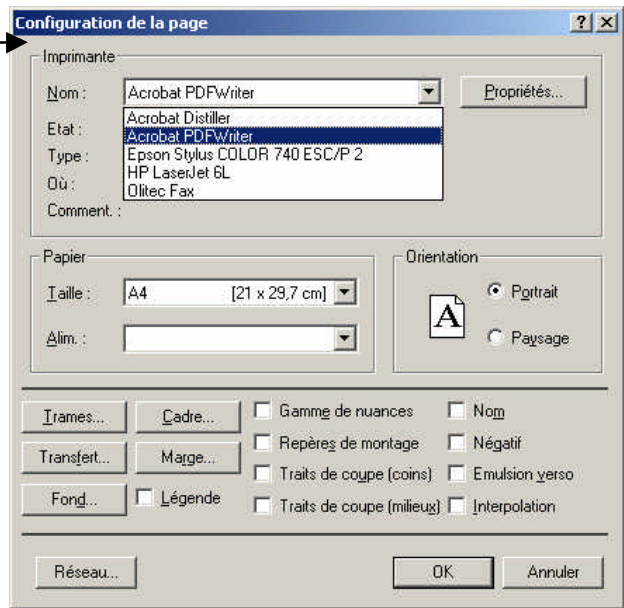 Configuration de la page
Imprimante
Nom :
Acrobat PDFWriter
Propriétés...
Acrobat Distiller
Etat :
Acrobat PDFWriter
Type :
Epson Stylus COLOR 740 ESC/P 2
HP LaserJet 6L
Où :
Olitec Fax
Comment. :
Papier
Orientation
Taille :
A4 [21 x 29,7 cm]
A
Portrait
Alim. :
Paysage
Trames... Cadre... Gamme de nuances Nom
Transfert... Marge... Repères de montage Négatif
Traits de coupe (coins) Emulsion verso
Fond... Légende Traits de coupe (milieux) Interpolation
Réseau... OK Annuler